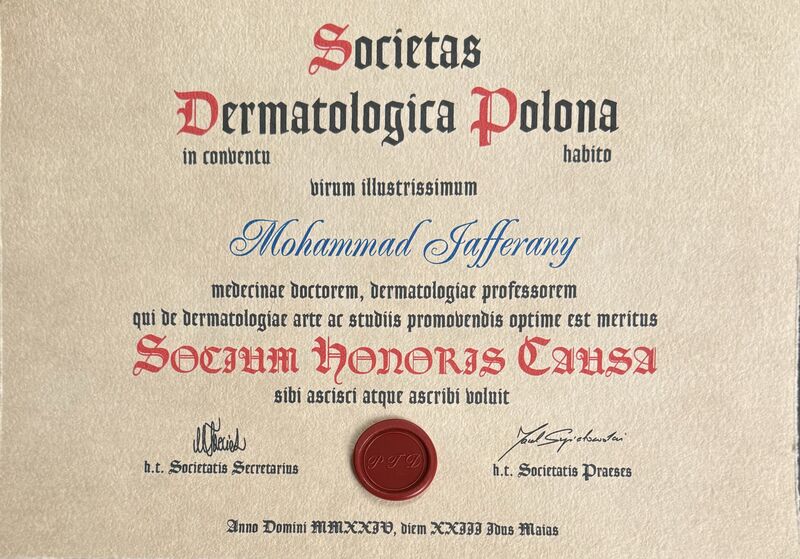 Societas
Dermatologica Polona
in conventu habito
virum illustrissimum
Mohammad Jafferany
medecinae doctorem, dermatologiae professorem
qui de dermatologiae arte ac studiis promovendis optime est meritus
Socium Honoris Causa
sibi ascisci atque ascribi voluit
h.t. Societatis Secretarius
PTD
h.t. Societatis Praeses
Anno Domini MMXXIV, diem XXIII Idus Maias